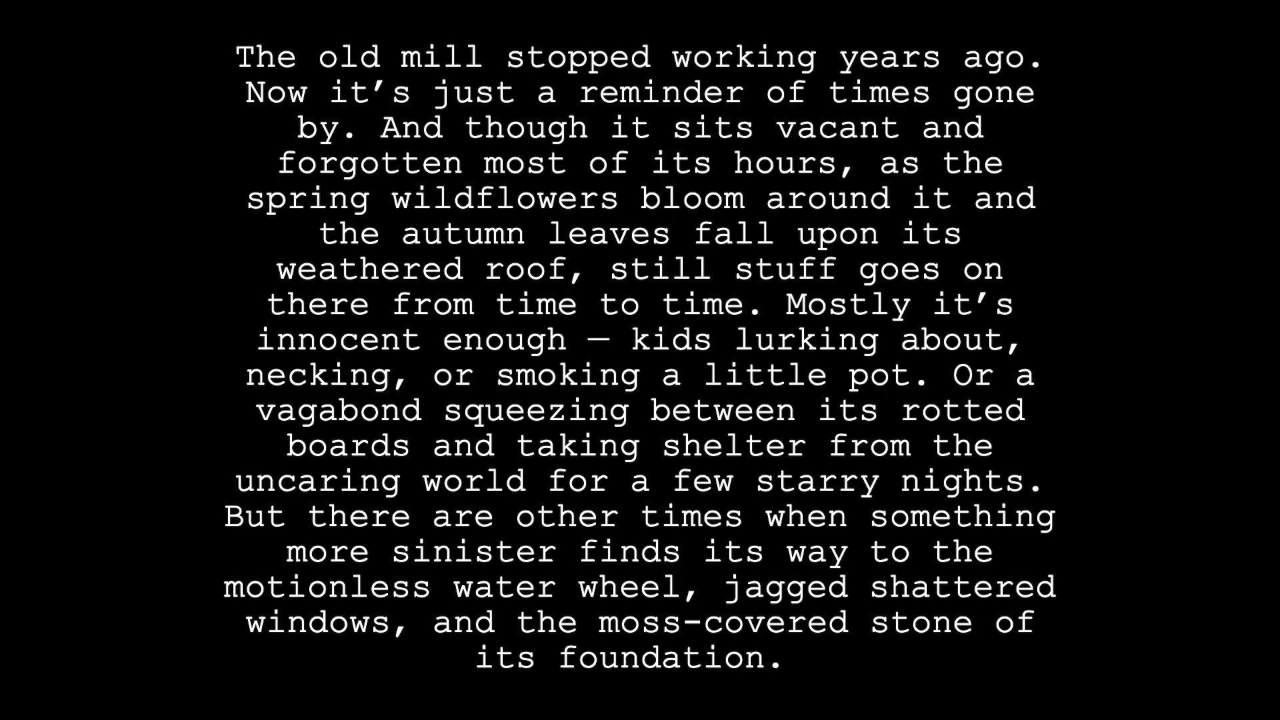 The old mill stopped working years ago.
Now it’s just a reminder of times gone
by. And though it sits vacant and
forgotten most of its hours, as the
spring wildflowers bloom around it and
the autumn leaves fall upon its
weathered roof, still stuff goes on
there from time to time. Mostly it’s
innocent enough – kids lurking about,
necking, or smoking a little pot. Or a
vagabond squeezing between its rotted
boards and taking shelter from the
uncaring world for a few starry nights.
But there are other times when something
more sinister finds its way to the
motionless water wheel, jagged shattered
windows, and the moss-covered stone of
its foundation.